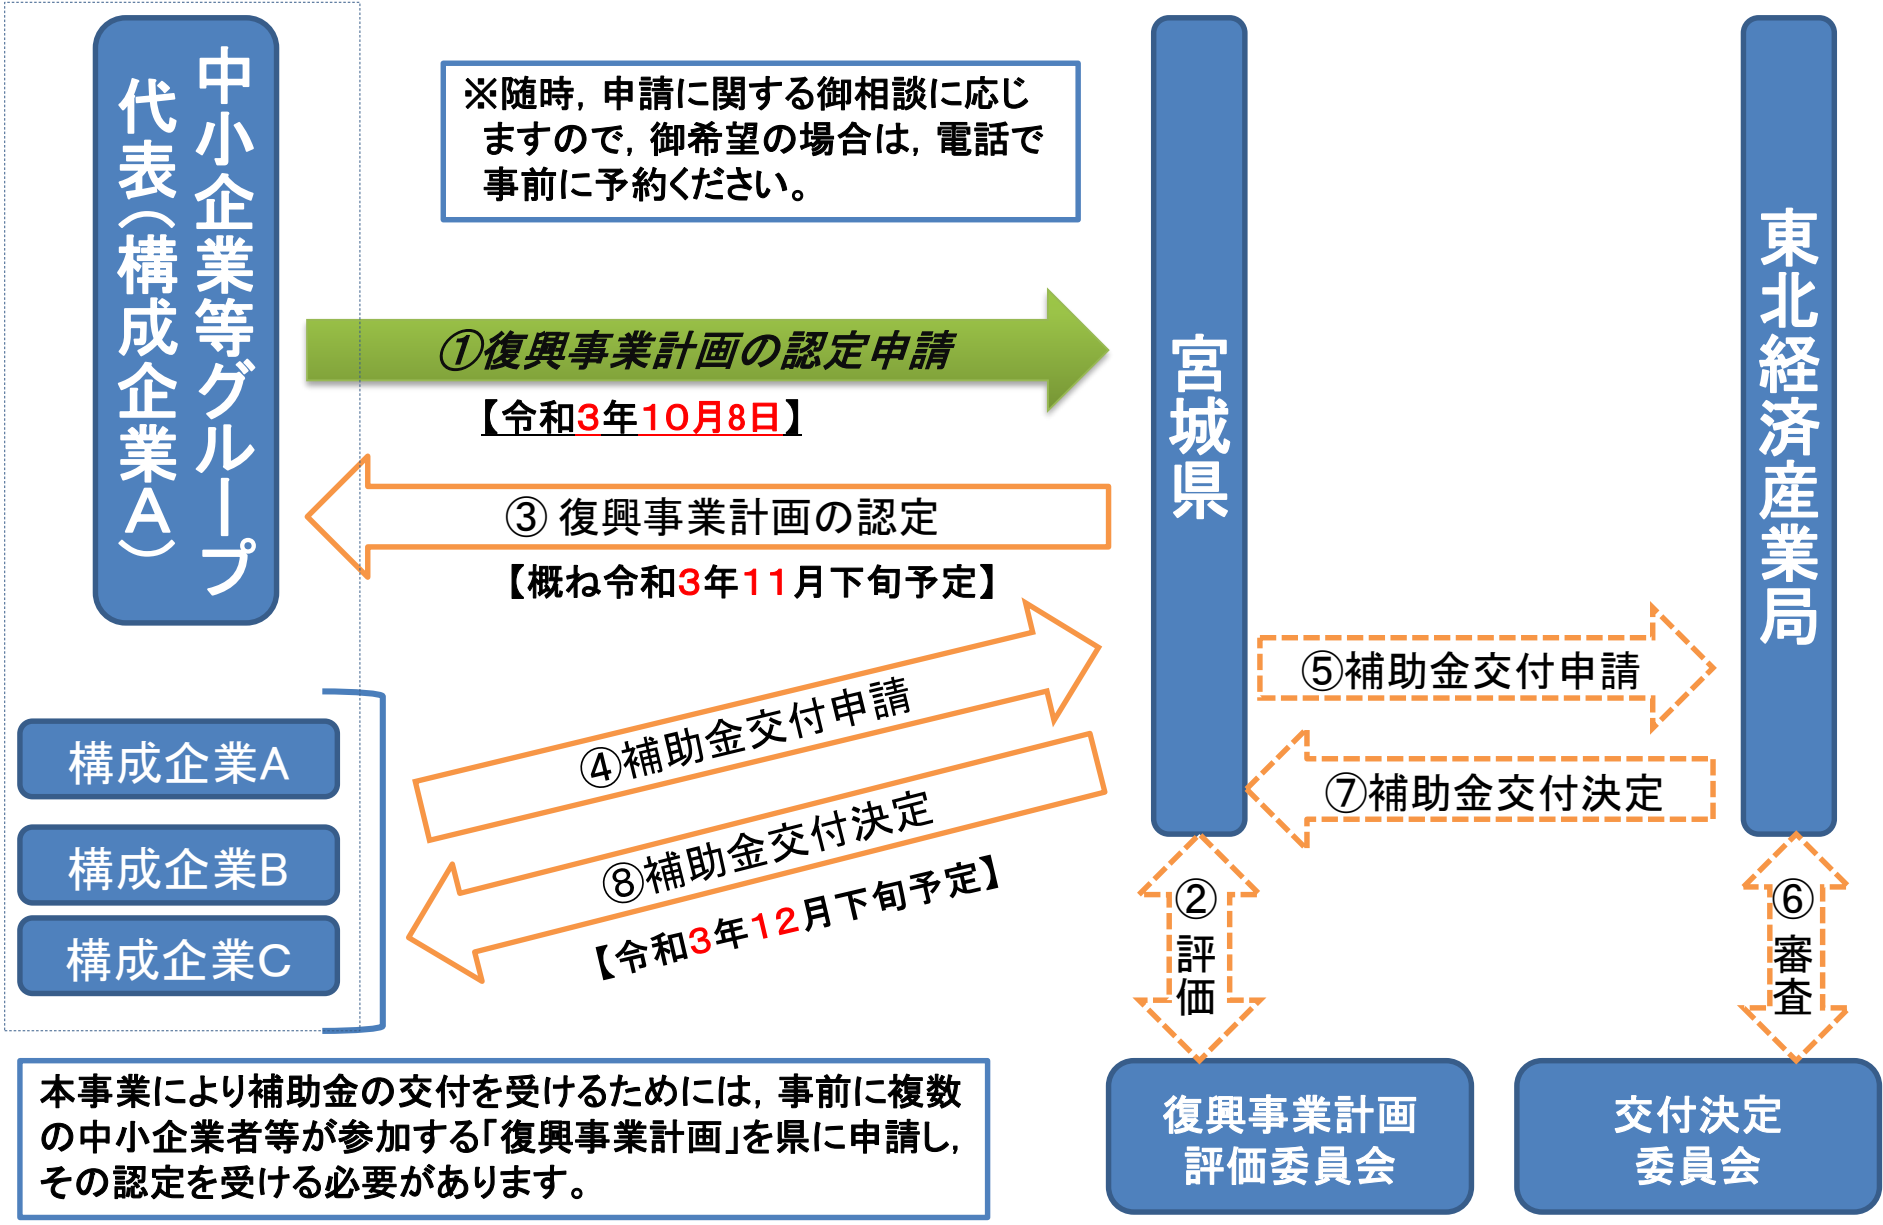 中小企業等グループ
代表（構成企業Ａ）
※随時，申請に関する御相談に応じ
ますので，御希望の場合は，電話で
事前に予約ください。
①復興事業計画の認定申請
【令和３年１０月８日】
③ 復興事業計画の認定
【概ね令和３年１１月下旬予定】
宮城県
東北経済産業局
④補助金交付申請
⑤補助金交付申請
⑦補助金交付決定
⑧補助金交付決定
【令和３年１２月下旬予定】
構成企業A
構成企業B
構成企業C
②
評
価
⑥
審
査
本事業により補助金の交付を受けるためには，事前に複数
の中小企業者等が参加する「復興事業計画」を県に申請し，
その認定を受ける必要があります。
復興事業計画
評価委員会
交付決定
委員会